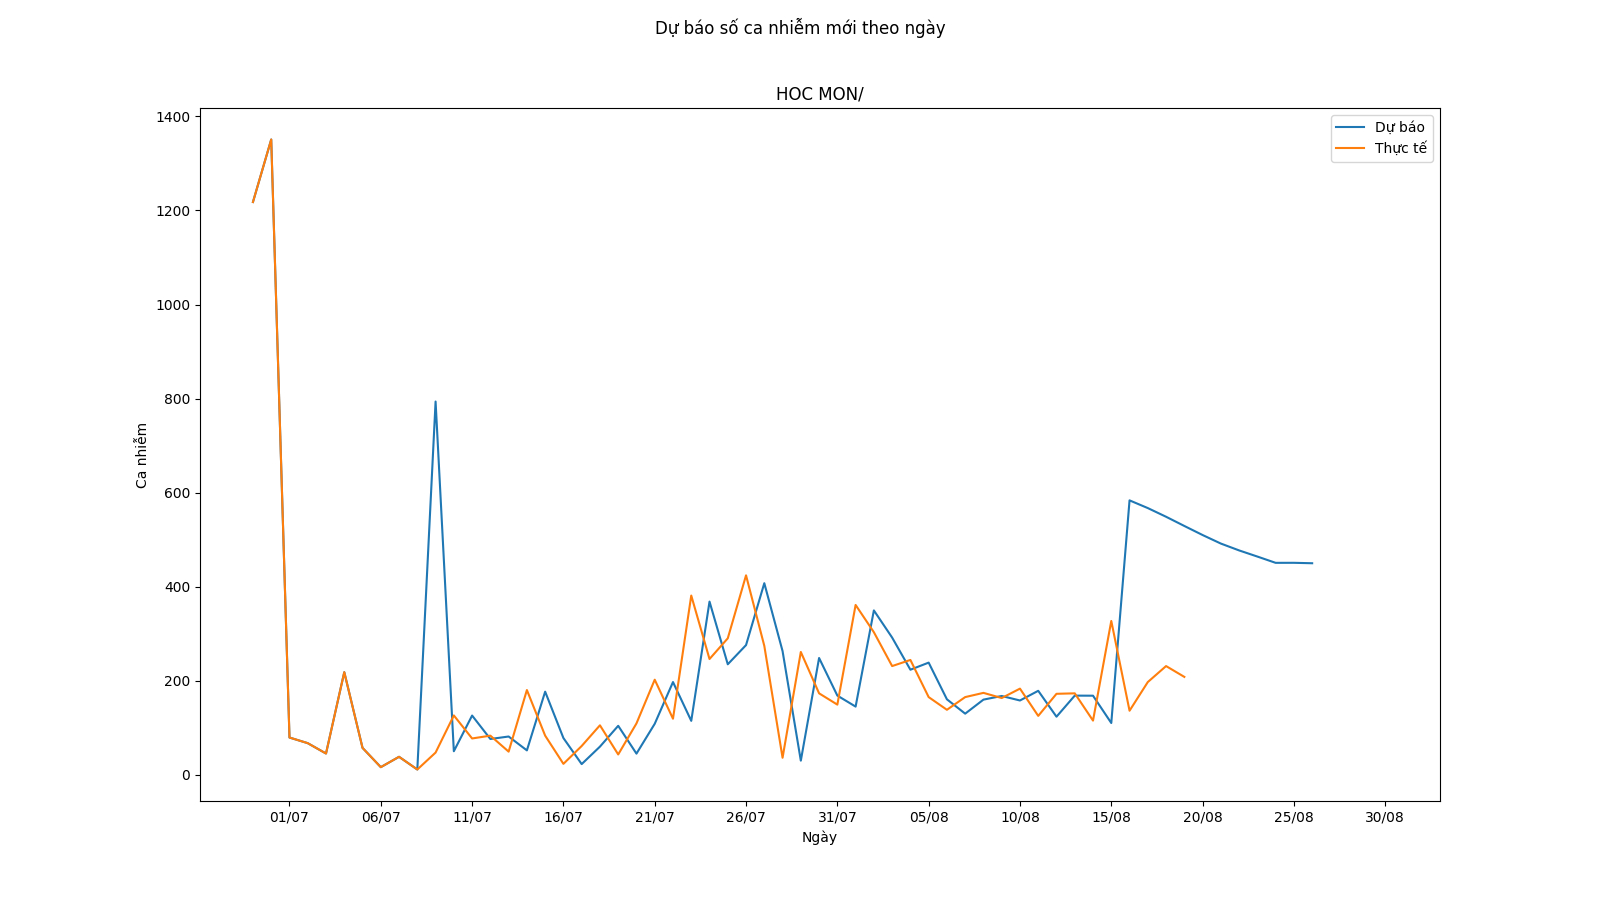 Dự báo số ca nhiễm mới theo ngày
HOC MON/
Dự báo
Thực tế
1400
1200
1000
800
600
400
200
0
Ca nhiễm
01/07 06/07 11/07 16/07 21/07 26/07 31/07 05/08 10/08 15/08 20/08 25/08 30/08
Ngày